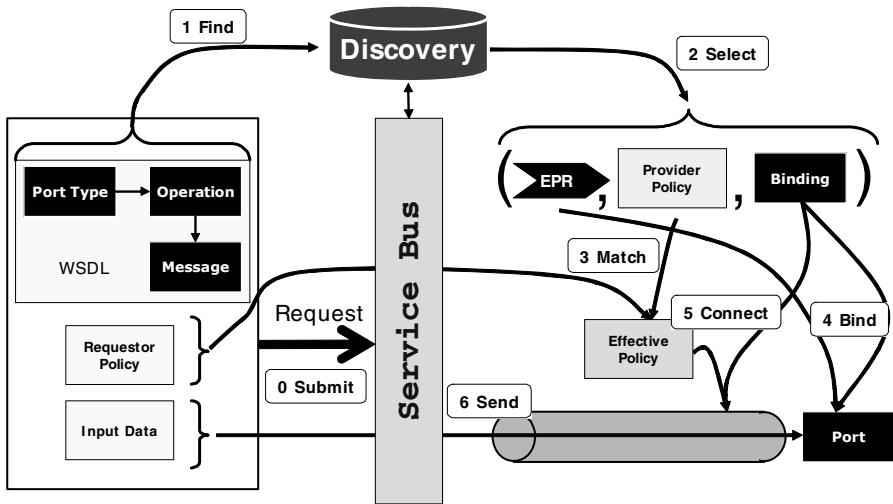 1 Find
Discovery
2 Select
Port Type
Operation
Message
WSDL
( EPR , Provider
Policy , Binding )
Service Bus
3 Match
Request
Requestor
Policy
0 Submit
Effective
Policy
5 Connect
4 Bind
Input Data
6 Send
Port